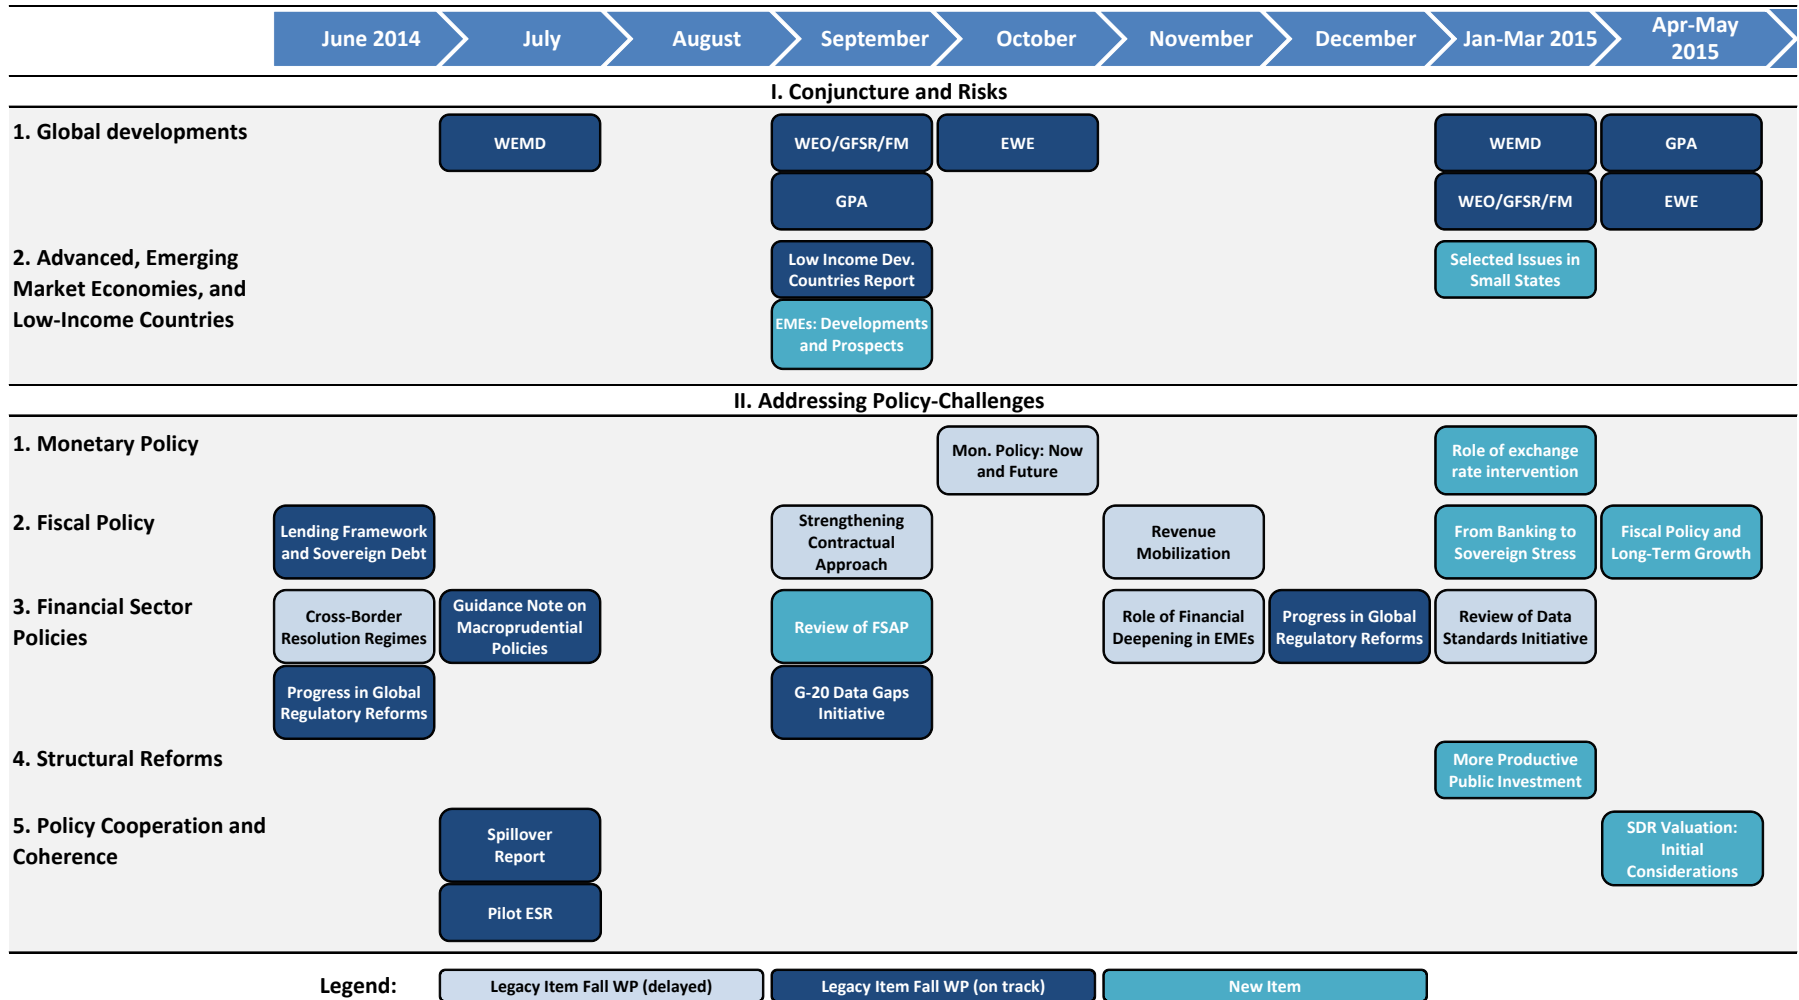 June 2014
July
August
September
October
November
December
Jan-Mar 2015
Apr-May
2015
I. Conjuncture and Risks
1. Global developments
WEMD
WEO/GFSR/FM
EWE
WEMD
GPA
GPA
WEO/GFSR/FM
EWE
2. Advanced, Emerging
Market Economies, and
Low-Income Countries
Low Income Dev.
Countries Report
Selected Issues in
Small States
EMEs: Developments
and Prospects
II. Addressing Policy-Challenges
1. Monetary Policy
Mon. Policy: Now
and Future
Role of exchange
rate intervention
2. Fiscal Policy
Lending Framework
and Sovereign Debt
Strengthening
Contractual
Approach
Revenue
Mobilization
From Banking to
Sovereign Stress
Fiscal Policy and
Long-Term Growth
3. Financial Sector
Policies
Cross-Border
Resolution Regimes
Guidance Note on
Macroprudential
Policies
Review of FSAP
Role of Financial
Deepening in EMEs
Progress in Global
Regulatory Reforms
Review of Data
Standards Initiative
Progress in Global
Regulatory Reforms
G-20 Data Gaps
Initiative
4. Structural Reforms
More Productive
Public Investment
5. Policy Cooperation and
Coherence
Spillover
Report
SDR Valuation:
Initial
Considerations
Pilot ESR
Legend:
Legacy Item Fall WP (delayed)
Legacy Item Fall WP (on track)
New Item